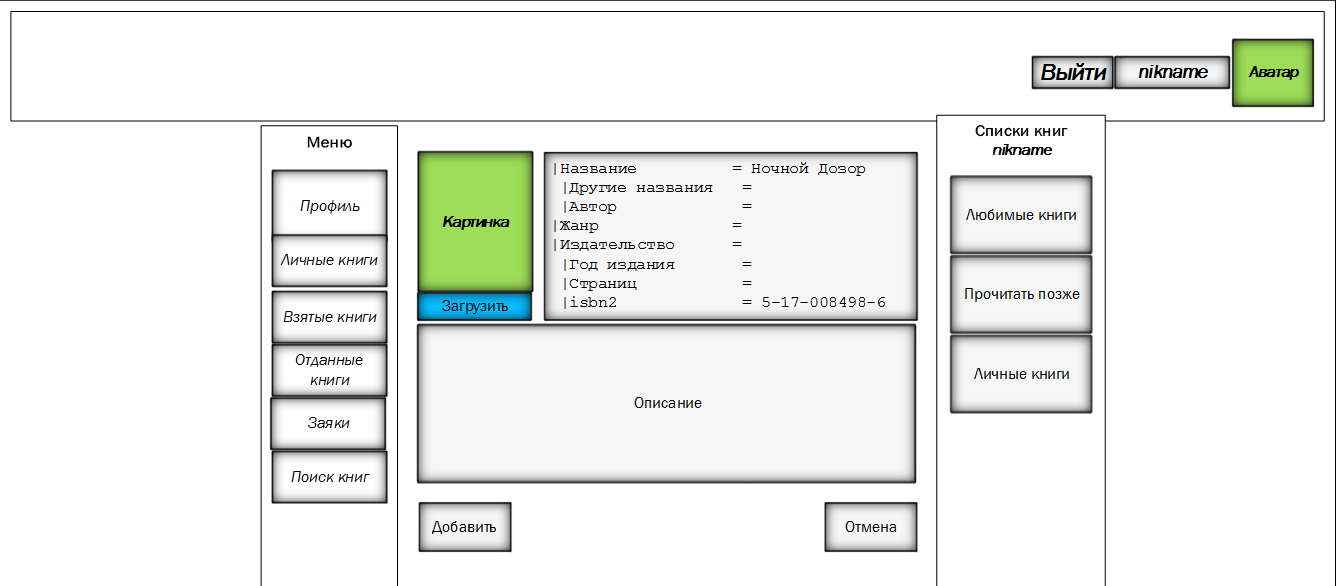 Выйти
nikname
Аватар
Меню
Профиль
Личные книги
Взятые книги
Отданные
книги
Заяки
Поиск книг
Картинка
Загрузить
|Название = Ночной Дозор
|Другие названия =
|Автор =
|Жанр =
|Издательство =
|Год издания =
|Страниц =
|isbn2 = 5-17-008498-6
Описание
Добавить
Отмена
Списки книг
nikname
Любимые книги
Прочитать позже
Личные книги